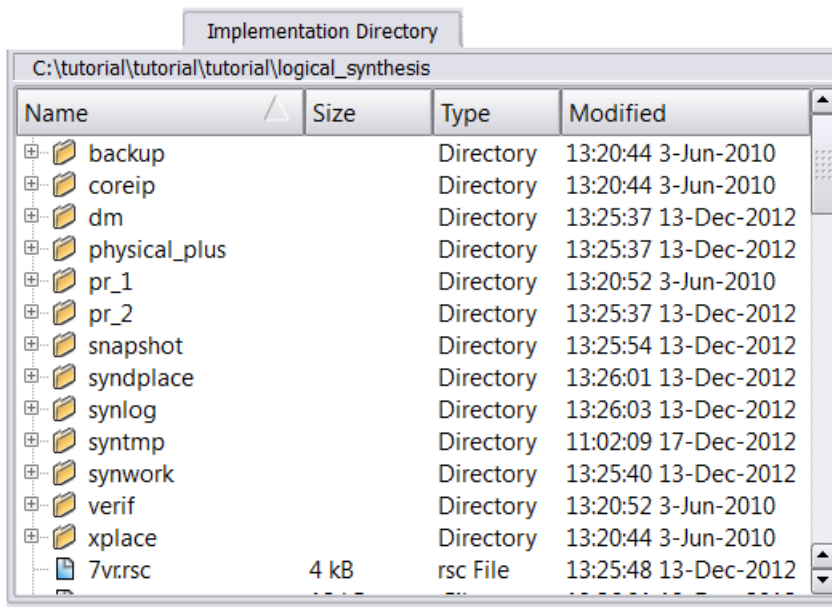 Implementation Directory
C:\tutorial\tutorial\tutorial\logical_synthesis
Name Size Type Modified
backup Directory 13:20:44 3-Jun-2010
coreip Directory 13:20:44 3-Jun-2010
dm Directory 13:25:37 13-Dec-2012
physical_plus Directory 13:25:37 13-Dec-2012
pr_1 Directory 13:20:52 3-Jun-2010
pr_2 Directory 13:25:37 13-Dec-2012
snapshot Directory 13:25:54 13-Dec-2012
syndplace Directory 13:26:01 13-Dec-2012
synlog Directory 13:26:03 13-Dec-2012
syntmp Directory 11:02:09 17-Dec-2012
synwork Directory 13:25:40 13-Dec-2012
verif Directory 13:20:52 3-Jun-2010
xplace Directory 13:20:44 3-Jun-2010
7vr.rsc 4 kB rsc File 13:25:48 13-Dec-2012